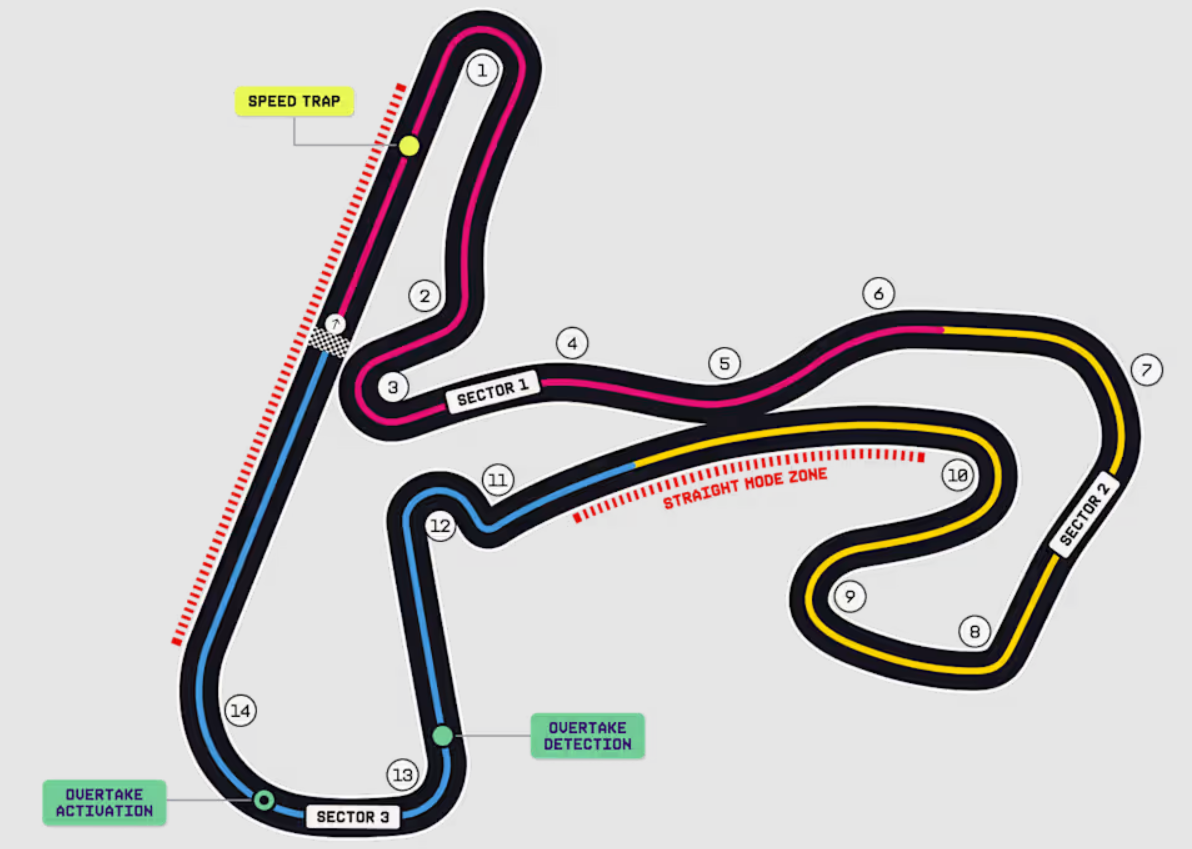 1
SPEED TRAP
2
6
4
5
7
3
SECTOR 1
10
STRAIGHT MODE ZONE
11
12
SECTOR 2
9
8
14
OVERTAKE
DETECTION
13
OVERTAKE
ACTIVATION
SECTOR 3